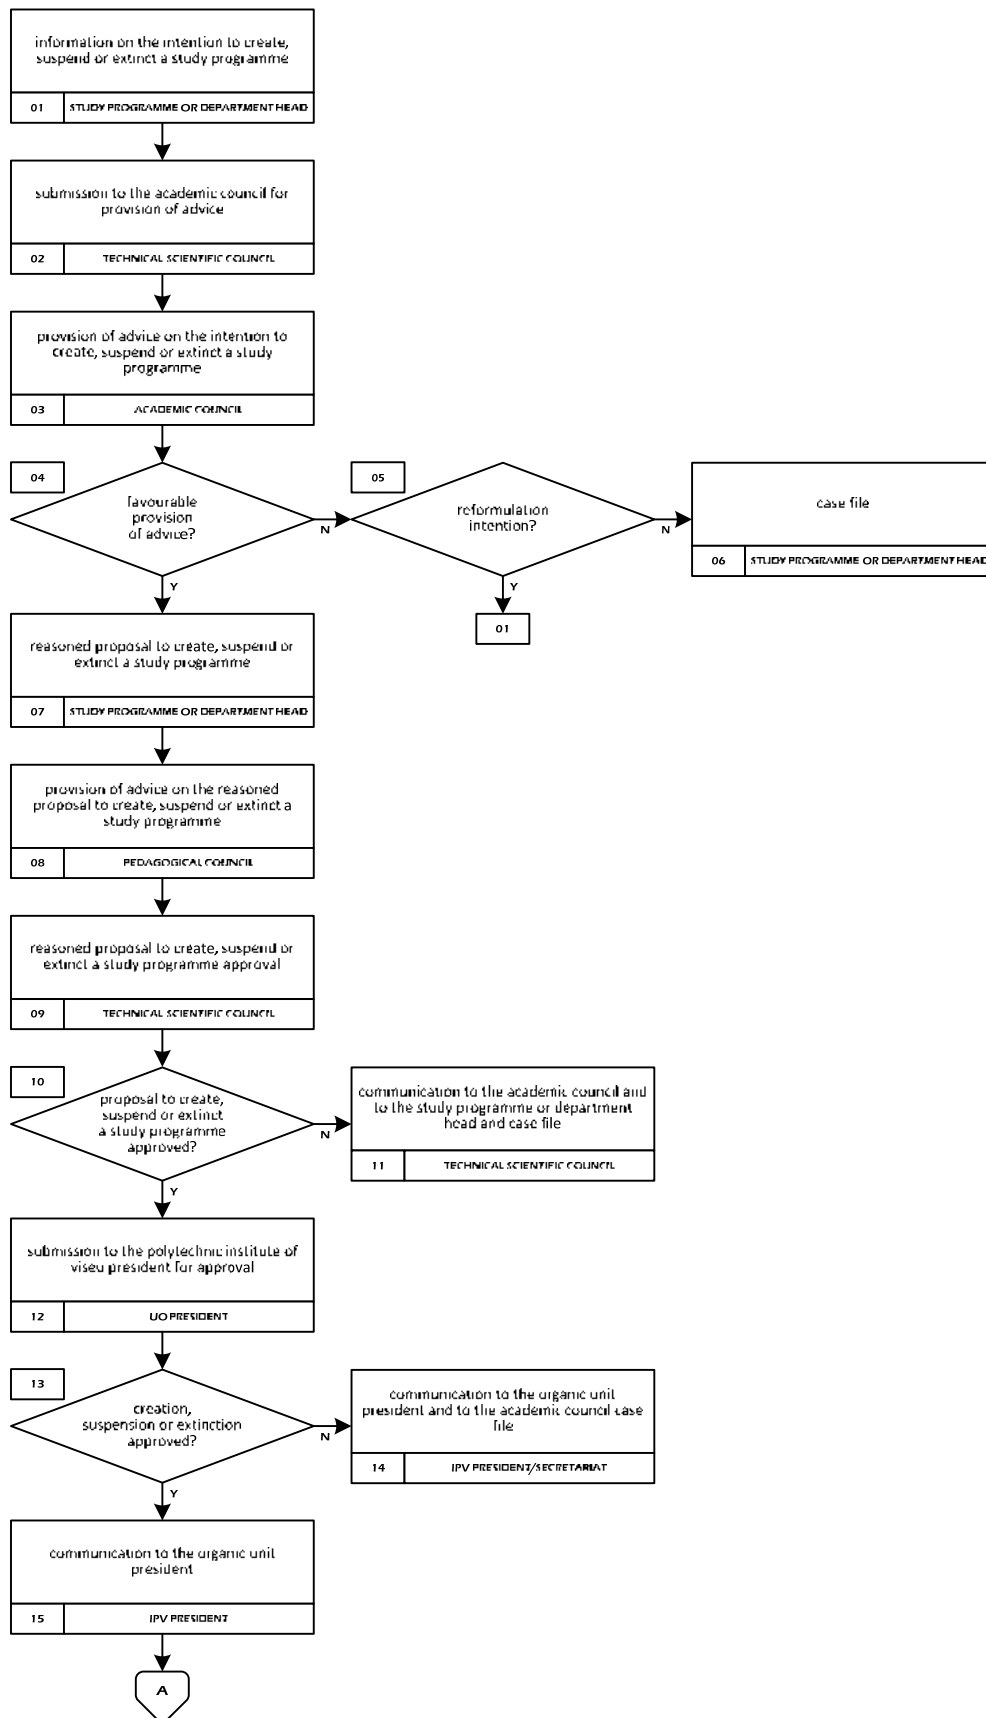 information on the intention to create,
suspend or extinct a study programme
01 STUDY PROGRAMME OR DEPARTMENT HEAD
submission to the academic council for
provision of advice
02 TECHNICAL SCIENTIFIC COUNCIL
provision of advice on the intention to
create, suspend or extinct a study
programme
03 ACADEMIC COUNCIL
04
favourable
provision
of advice?
N
Y
05
reformulation
intention?
N
Y
01
case file
06 STUDY PROGRAMME OR DEPARTMENT HEAD
reasoned proposal to create, suspend or
extinct a study programme
07 STUDY PROGRAMME OR DEPARTMENT HEAD
provision of advice on the reasoned
proposal to create, suspend or extinct a
study programme
08 PEDAGOGICAL COUNCIL
reasoned proposal to create, suspend or
extinct a study programme approval
09 TECHNICAL SCIENTIFIC COUNCIL
10
proposal to create,
suspend or extinct
a study programme
approved?
N
Y
communication to the academic council and
to the study programme or department
head and case file
11 TECHNICAL SCIENTIFIC COUNCIL
submission to the polytechnic institute of
viseu president for approval
12 UO PRESIDENT
13
creation,
suspension or extinction
approved?
N
Y
communication to the organic unit
president and to the academic council case
file
14 IPV PRESIDENT/SECRETARIAT
communication to the organic unit
president
15 IPV PRESIDENT
A